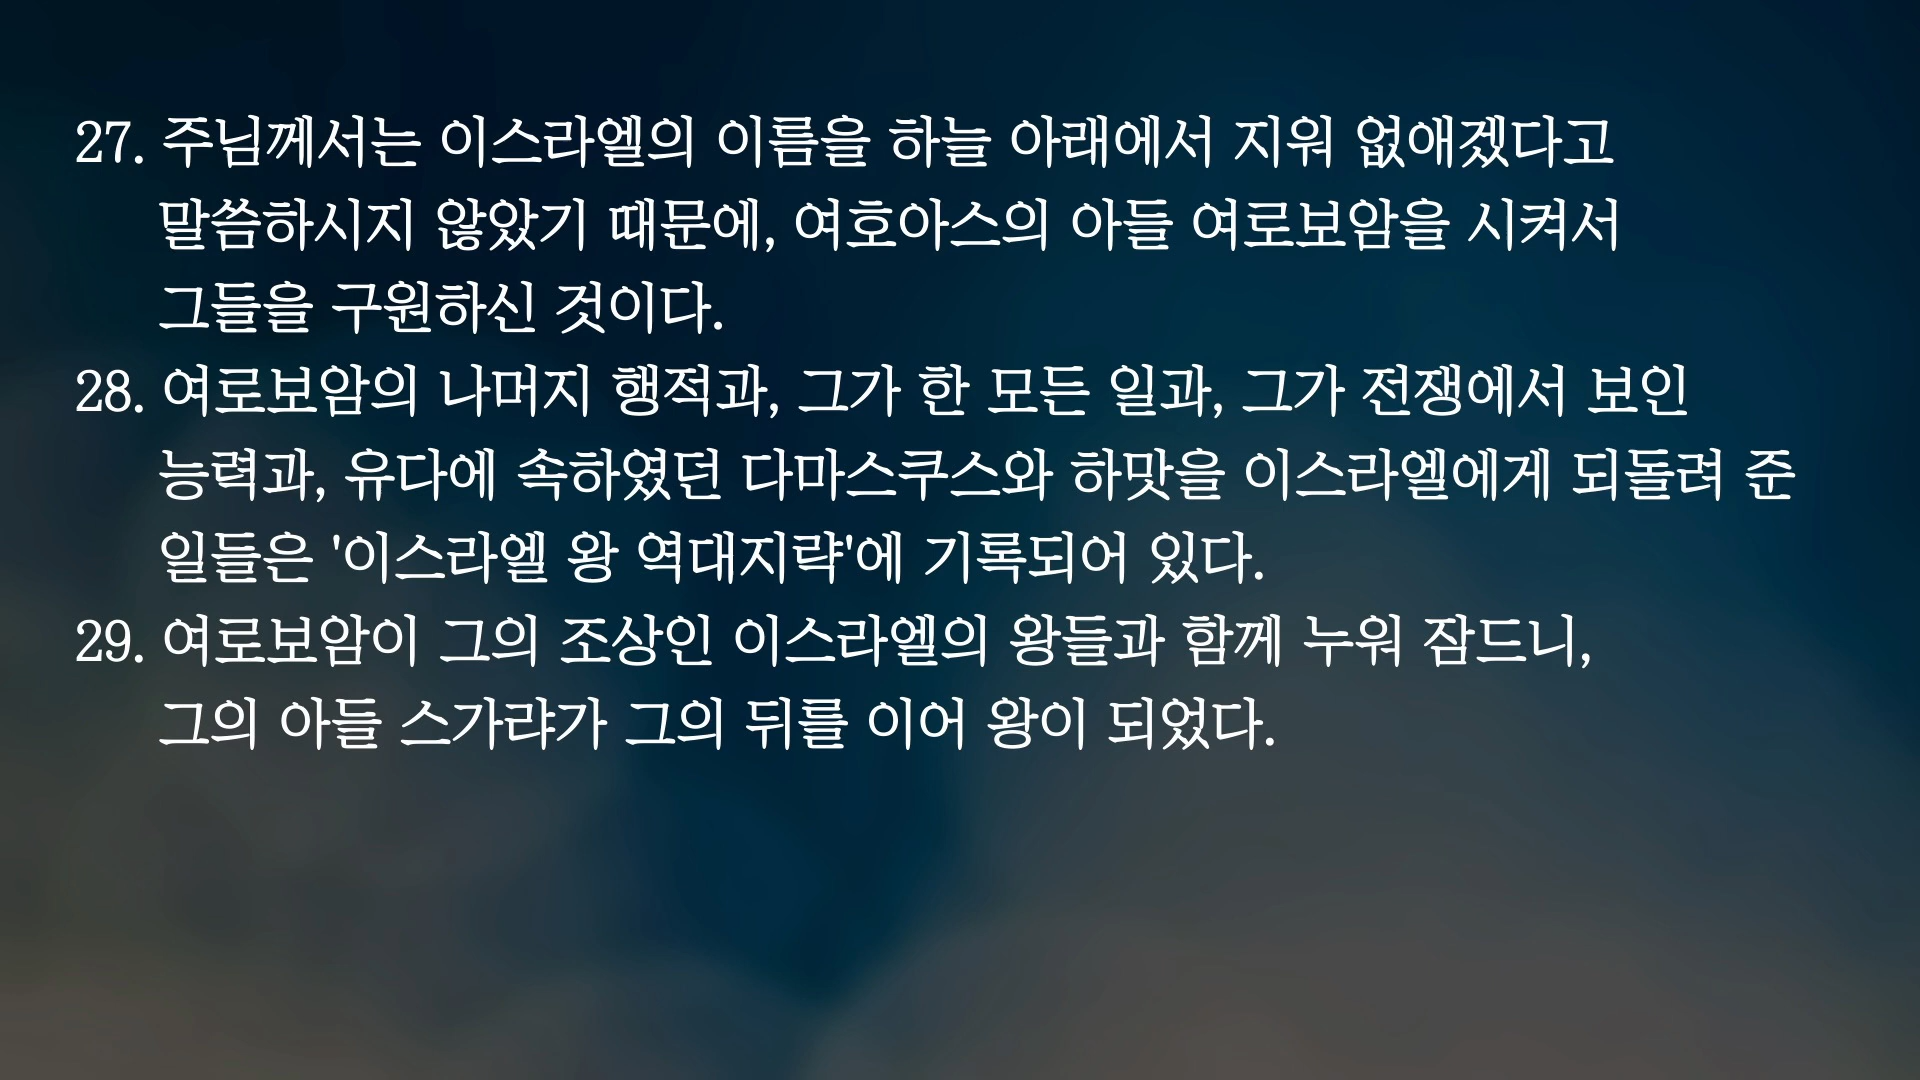 27. 주님께서는 이스라엘의 이름을 하늘 아래에서 지워 없애겠다고
말씀하시지 않았기 때문에, 여호아스의 아들 여로보암을 시켜서
그들을 구원하신 것이다.
28. 여로보암의 나머지 행적과, 그가 한 모든 일과, 그가 전쟁에서 보인
능력과, 유다에 속하였던 다마스쿠스와 하맛을 이스라엘에게 되돌려 준
일들은 '이스라엘 왕 역대지략'에 기록되어 있다.
29. 여로보암이 그의 조상인 이스라엘의 왕들과 함께 누워 잠드니,
그의 아들 스가랴가 그의 뒤를 이어 왕이 되었다.